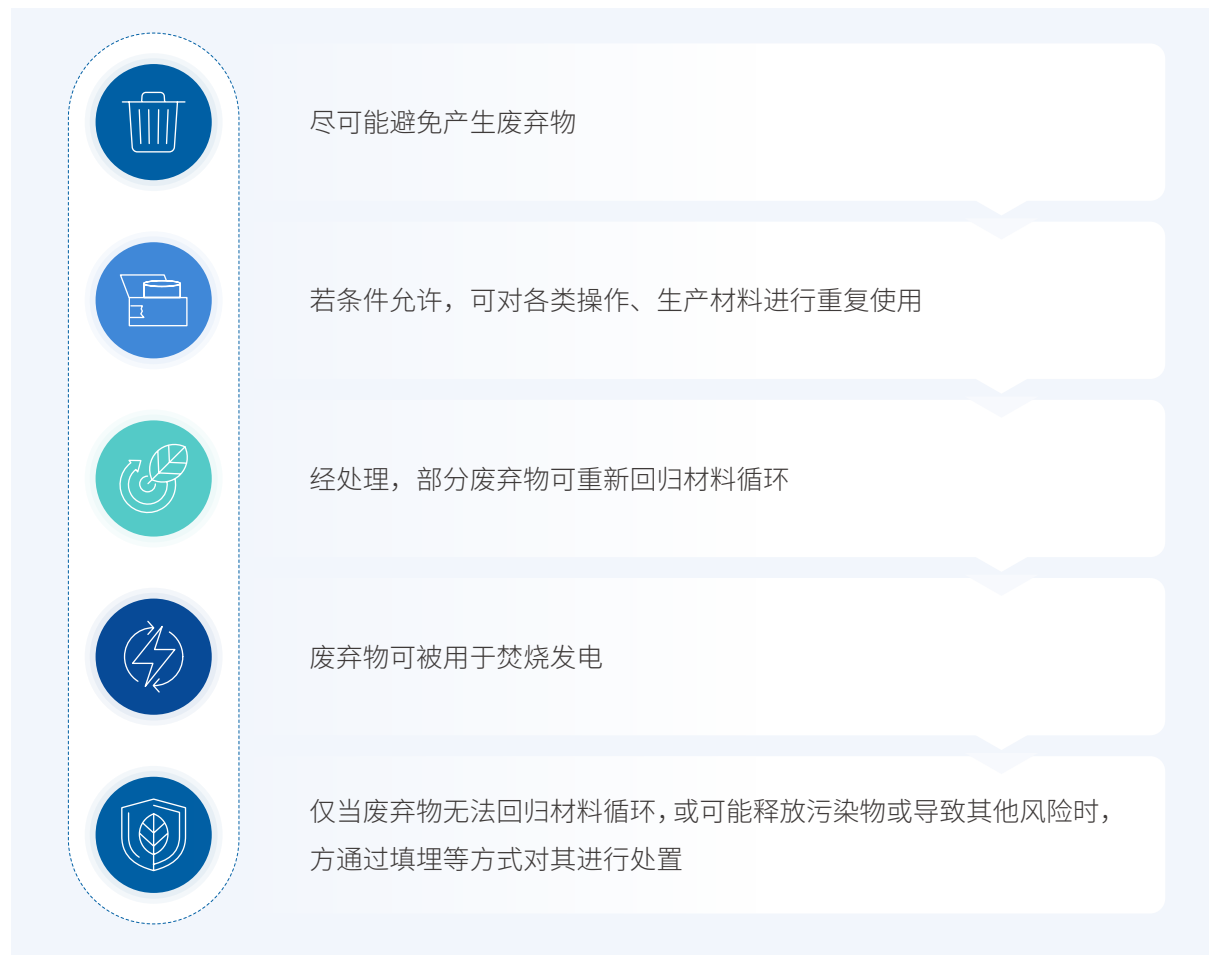 尽可能避免产生废弃物
若条件允许，可对各类操作、生产材料进行重复使用
经处理，部分废弃物可重新回归材料循环
废弃物可被用于焚烧发电
仅当废弃物无法回归材料循环，或可能释放污染物或导致其他风险时，
方通过填埋等方式对其进行处置